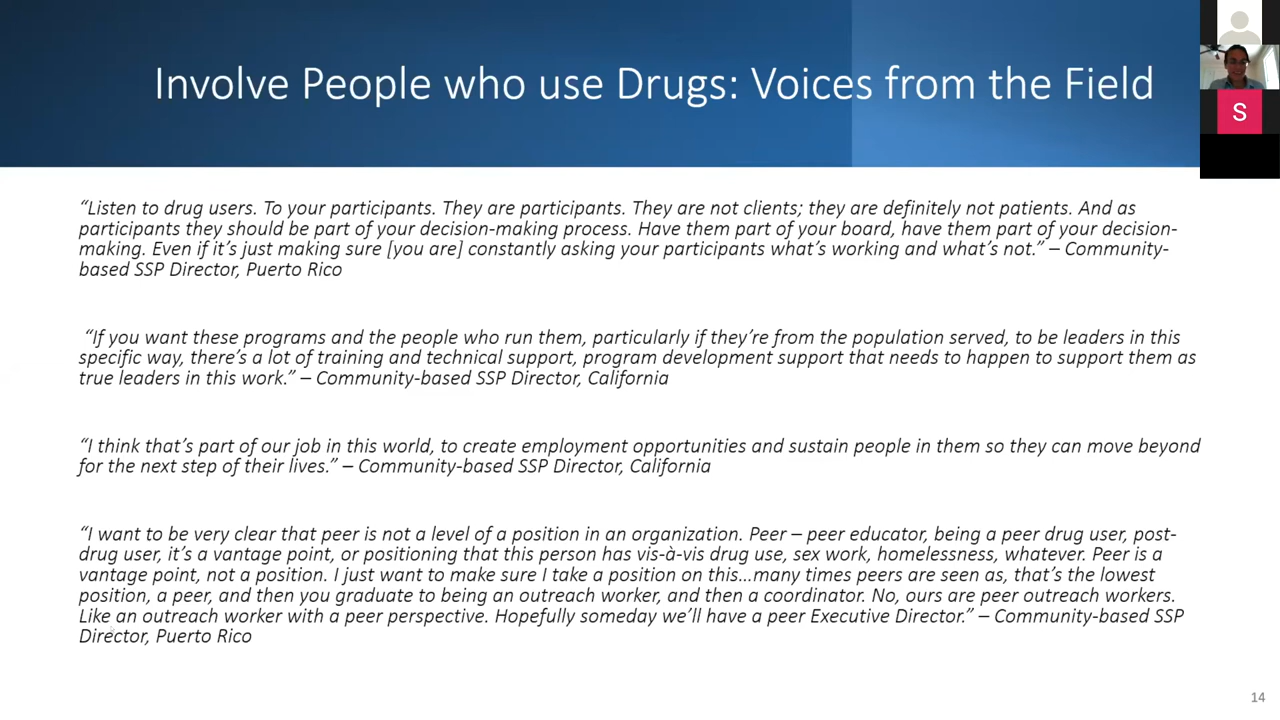 Involve People who use Drugs: Voices from the Field
S
“Listen to drug users. To your participants. They are participants. They are not clients; they are definitely not patients. And as
participants they should be part of your decision-making process. Have them part of your board, have them part of your decision-
making. Even if it’s just making sure [you are] constantly asking your participants what’s working and what’s not.” – Community-
based SSP Director, Puerto Rico
“If you want these programs and the people who run them, particularly if they’re from the population served, to be leaders in this
specific way, there’s a lot of training and technical support, program development support that needs to happen to support them as
true leaders in this work.” – Community-based SSP Director, California
“I think that’s part of our job in this world, to create employment opportunities and sustain people in them so they can move beyond
for the next step of their lives.” – Community-based SSP Director, California
“I want to be very clear that peer is not a level of a position in an organization. Peer – peer educator, being a peer drug user, post-
drug user, it’s a vantage point, or positioning that this person has vis-à-vis drug use, sex work, homelessness, whatever. Peer is a
vantage point, not a position. I just want to make sure I take a position on this…many times peers are seen as, that’s the lowest
position, a peer, and then you graduate to being an outreach worker, and then a coordinator. No, ours are peer outreach workers.
Like an outreach worker with a peer perspective. Hopefully someday we’ll have a peer Executive Director.” – Community-based SSP
Director, Puerto Rico
14